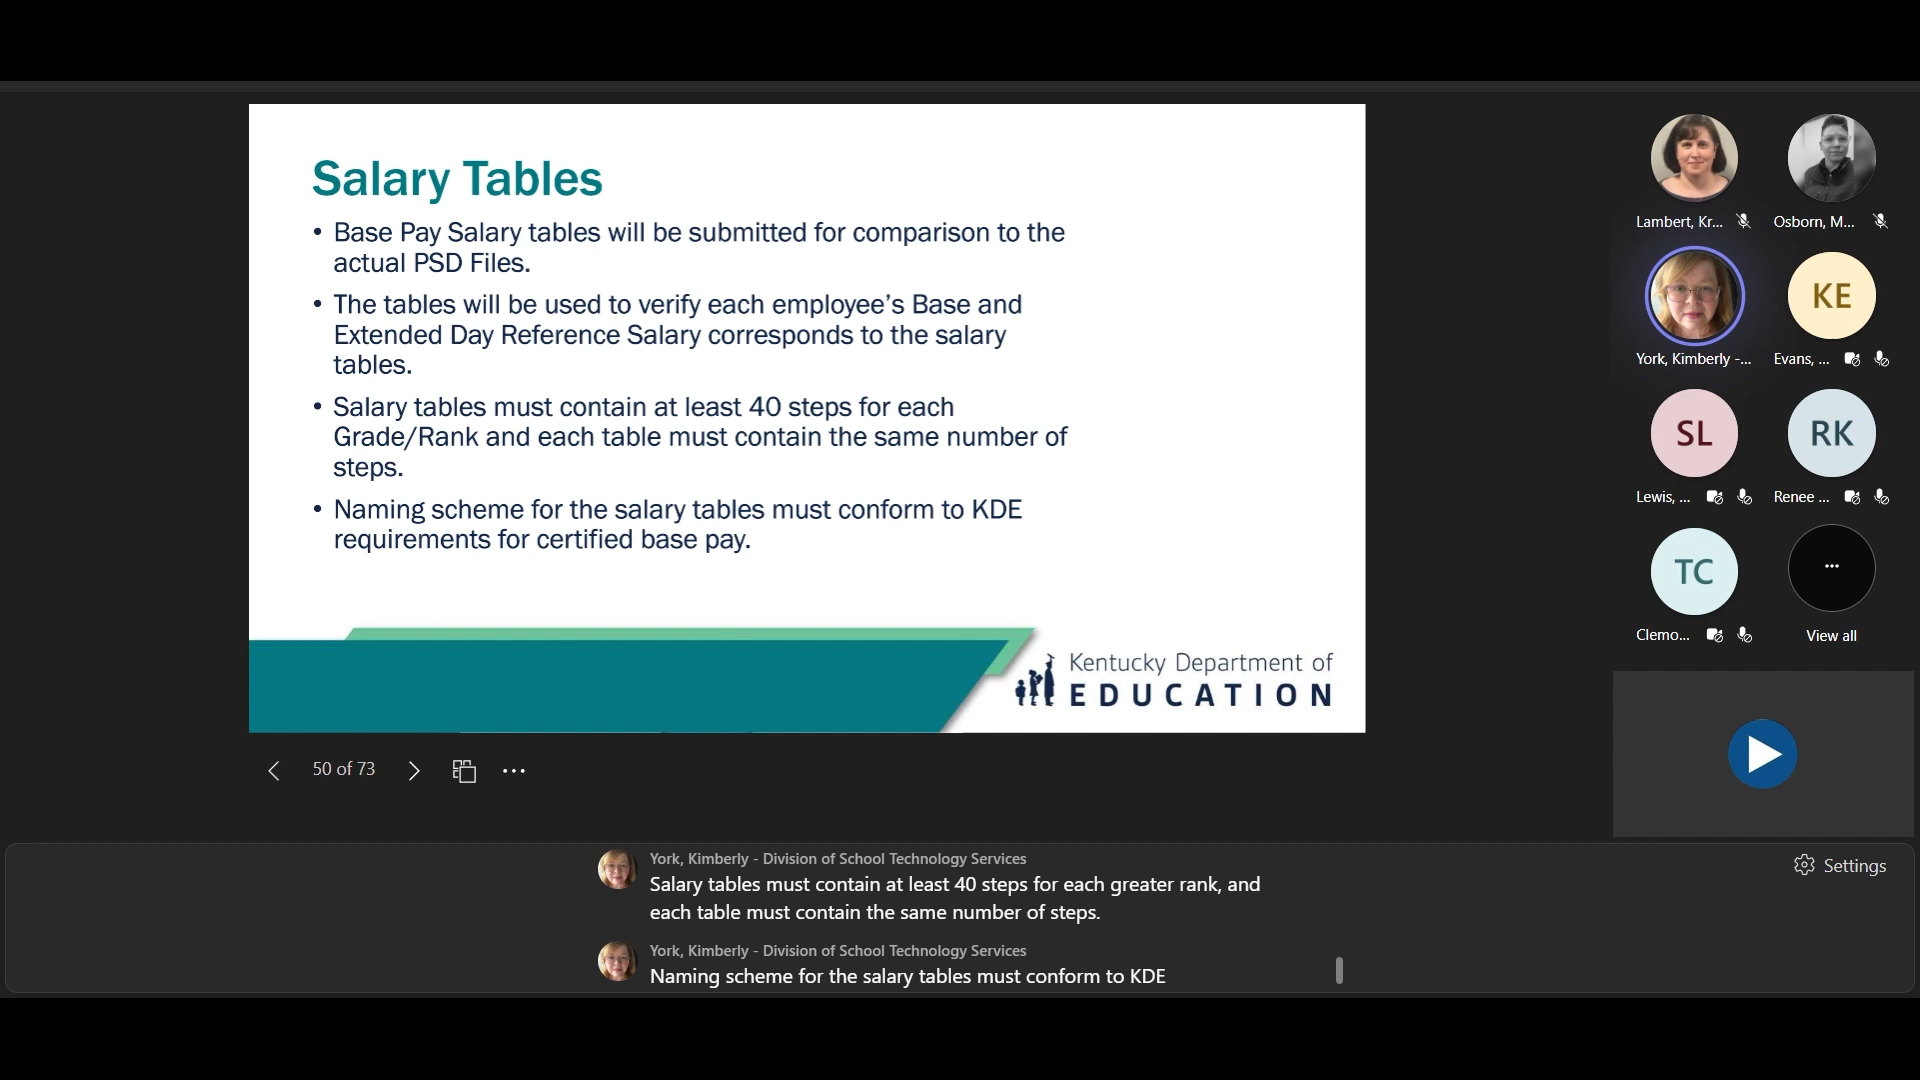 Salary Tables
• Base Pay Salary tables will be submitted for comparison to the
actual PSD Files.
• The tables will be used to verify each employee’s Base and
Extended Day Reference Salary corresponds to the salary
tables.
• Salary tables must contain at least 40 steps for each
Grade/Rank and each table must contain the same number of
steps.
• Naming scheme for the salary tables must conform to KDE
requirements for certified base pay.
Kentucky Department of
EDUCATION
50 of 73
Lambert, Kr...
Osborn, M...
York, Kimberly -...
KE
Evans, ...
SL
Lewis, ...
RK
Renee ...
TC
Clemo...
...
View all
York, Kimberly - Division of School Technology Services
Salary tables must contain at least 40 steps for each greater rank, and
each table must contain the same number of steps.
York, Kimberly - Division of School Technology Services
Naming scheme for the salary tables must conform to KDE
Settings